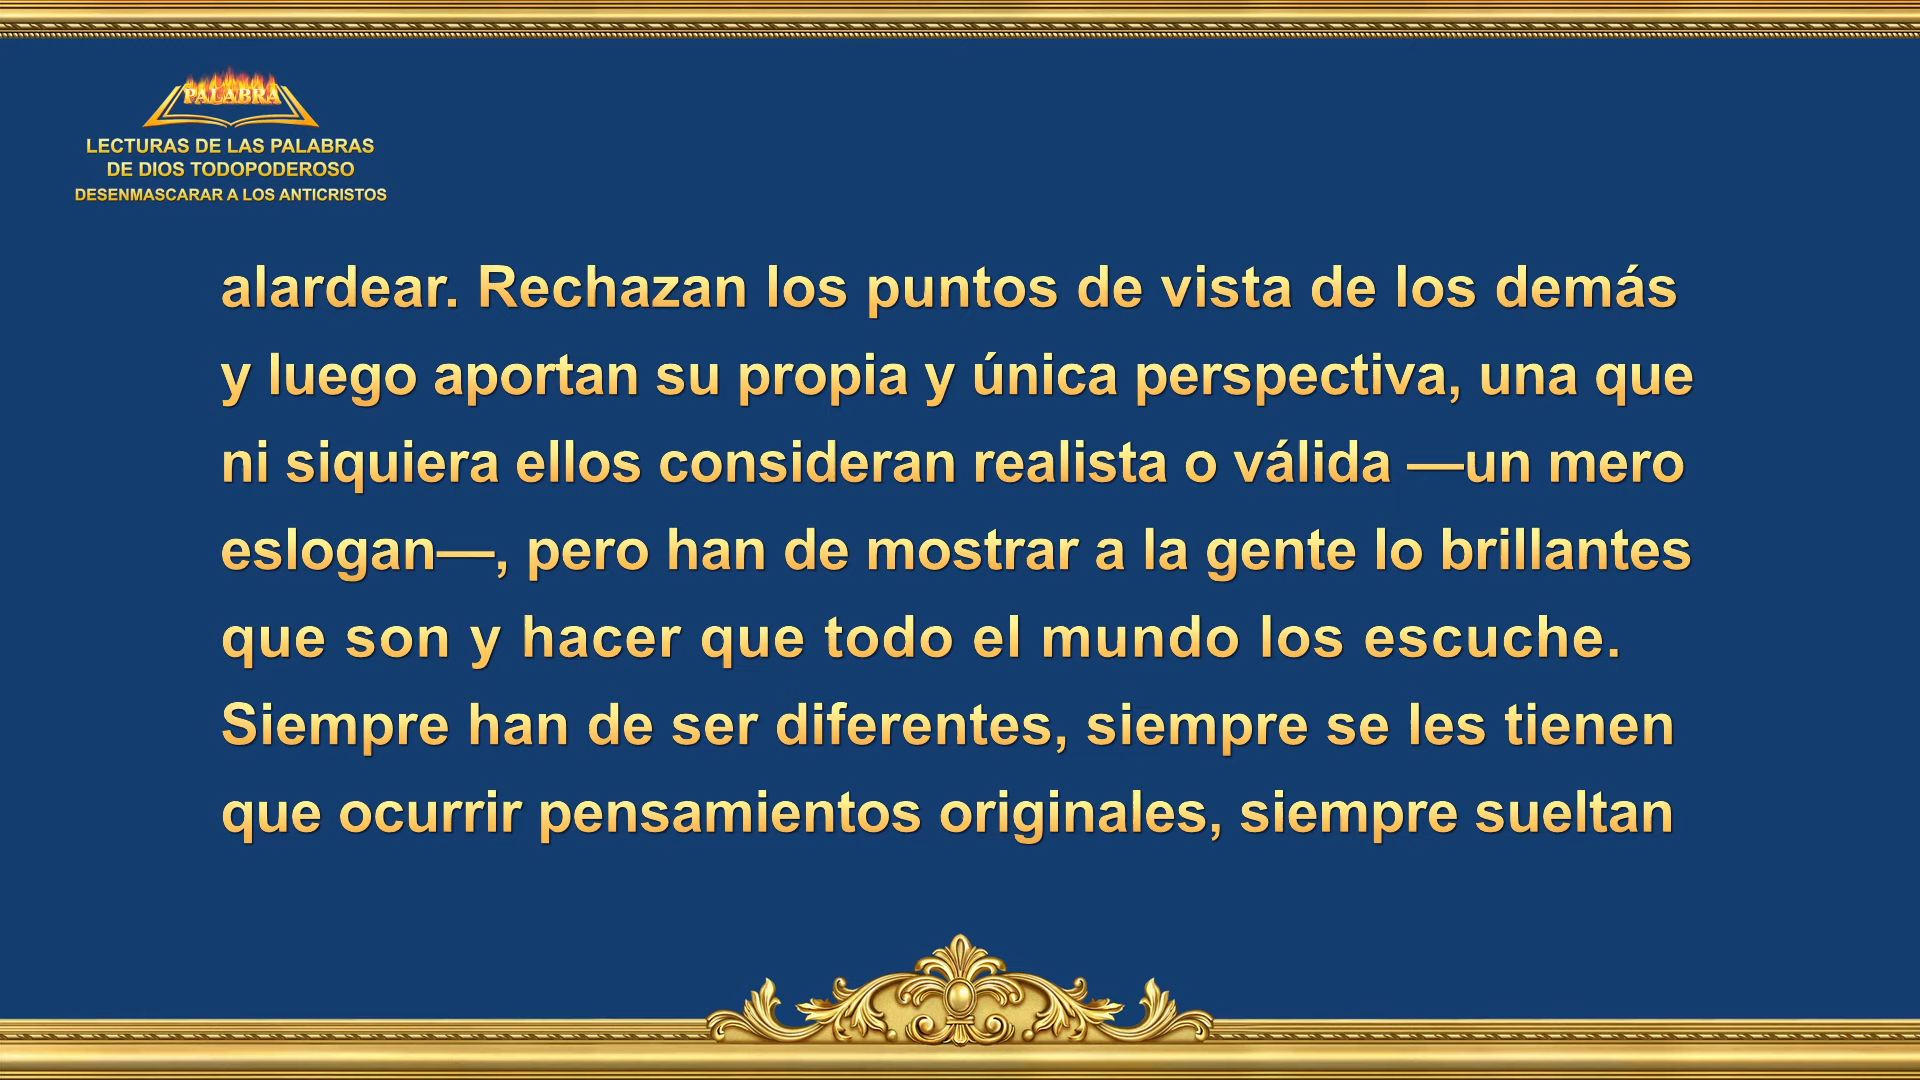 PALABRA
LECTURAS DE LAS PALABRAS
DE DIOS TODOPODEROSO
DESENMASCARAR A LOS ANTICRISTOS
alardear. Rechazan los puntos de vista de los demás
y luego aportan su propia y única perspectiva, una que
ni siquiera ellos consideran realista o válida —un mero
eslogan—, pero han de mostrar a la gente lo brillantes
que son y hacer que todo el mundo los escuche.
Siempre han de ser diferentes, siempre se les tienen
que ocurrir pensamientos originales, siempre sueltan